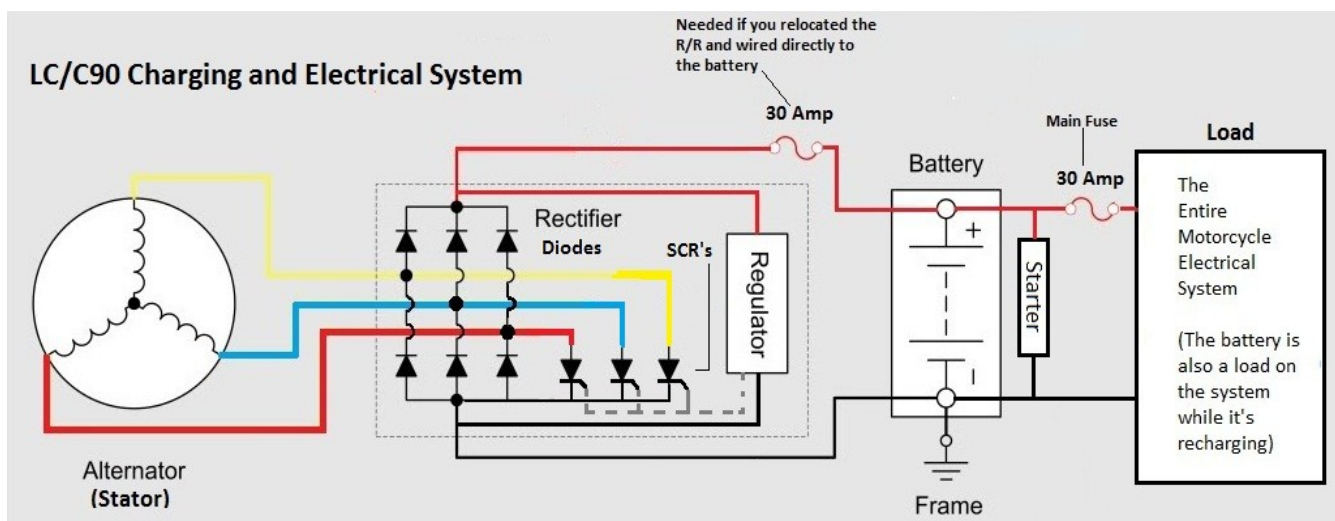 Needed if you relocated the
R/R and wired directly to
the battery
LC/C90 Charging and Electrical System
30 Amp
Main Fuse
30 Amp
Load
Battery
Rectifier
Diodes
SCR's
Regulator
+
−
Starter
The
Entire
Motorcycle
Electrical
System
(The battery is
also a load on
the system
while it's
recharging)
Alternator
(Stator)
Frame